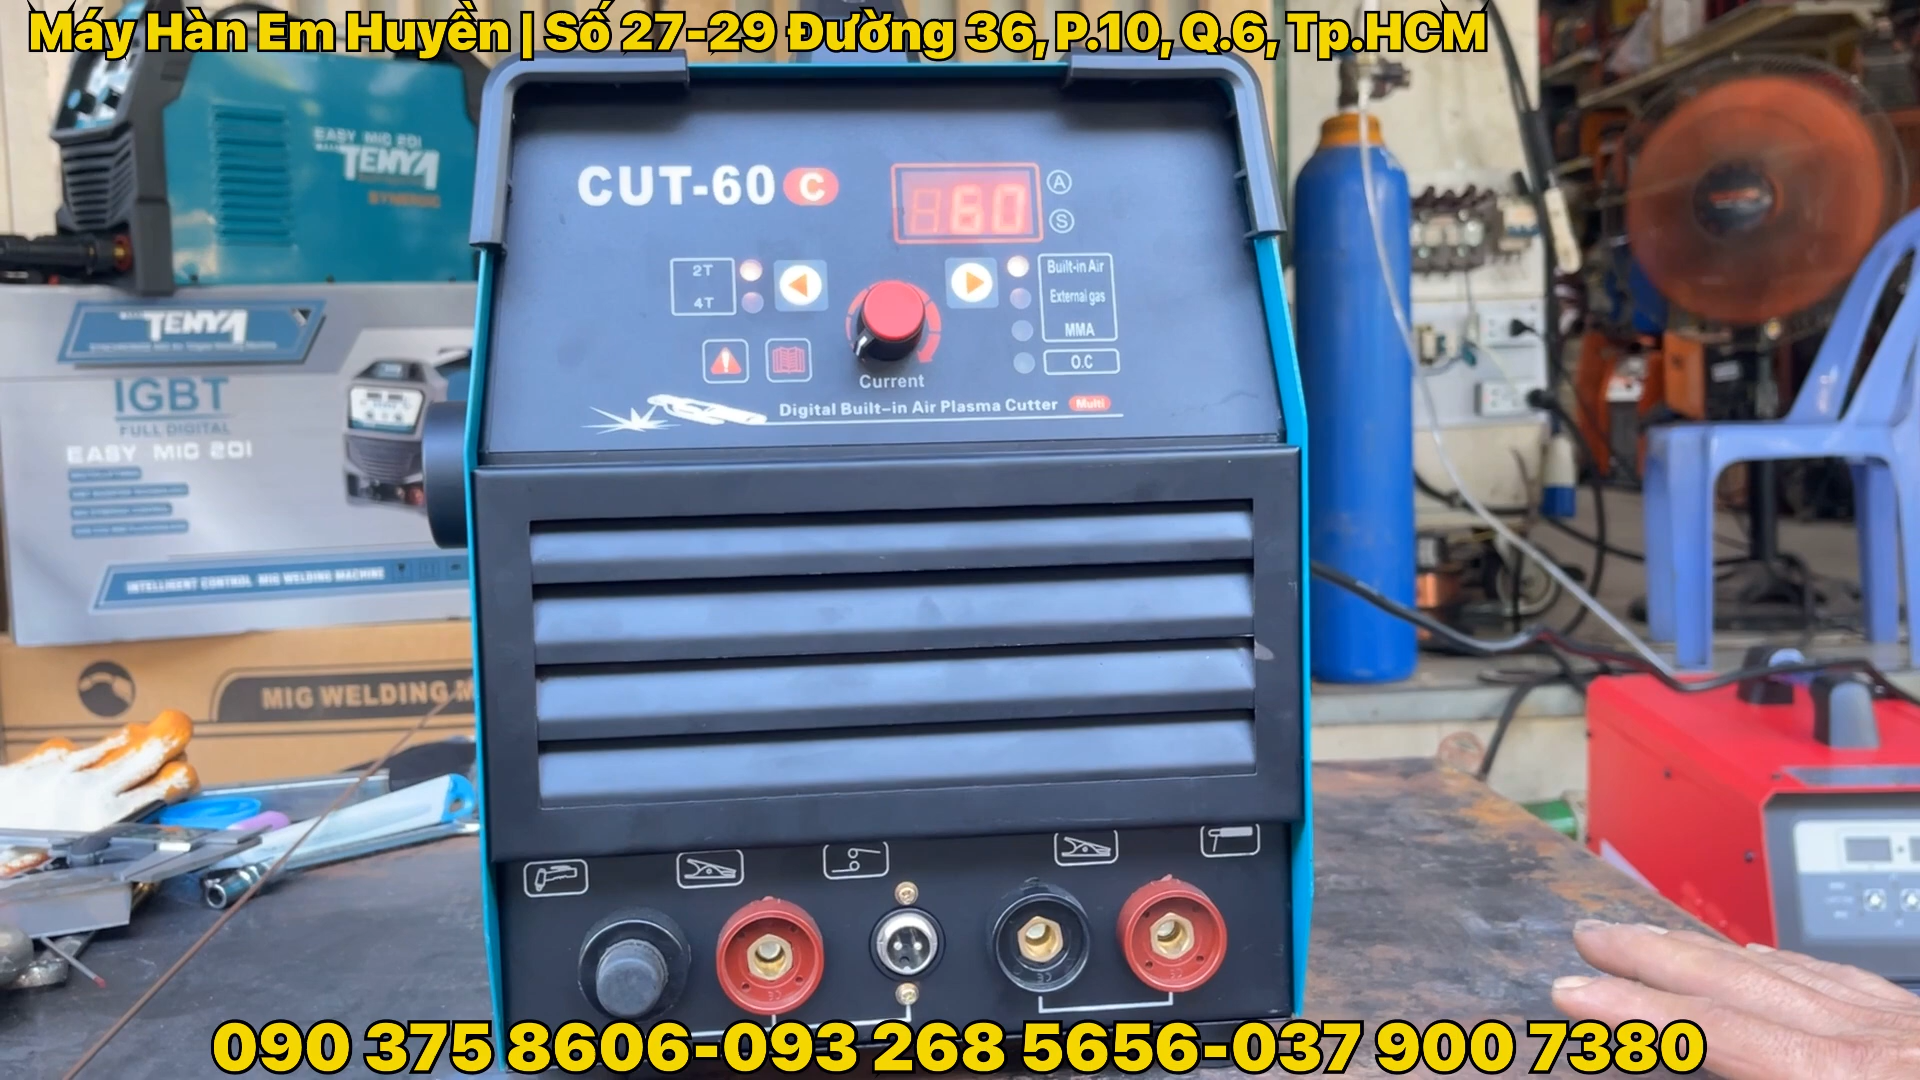 Máy Hàn Em Huyền | Số 27-29 Đường 36, P.10, Q.6, Tp.HCM
EASY MIG 201
TENYA
SYNERGIC
CUT-60 C
60
A
S
2T
4T
Built-in Air
External gas
MMA
O.C
Current
Digital Built-in Air Plasma Cutter Multi
TENYA
IGBT
FULL DIGITAL
EASY MIG 201
INTELLIGENT CONTROL MIG WELDING MACHINE
MIG WELDING M
090 375 8606-093 268 5656-037 900 7380